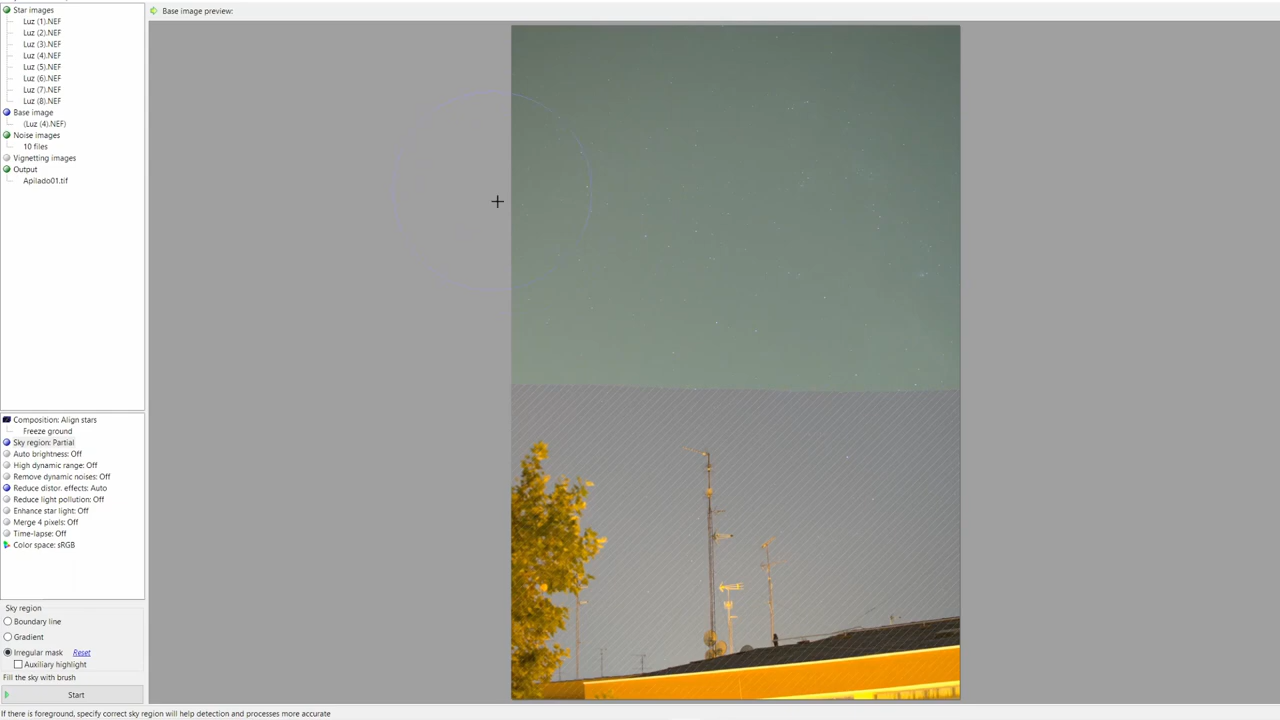 Star images
Luz (1).NEF
Luz (2).NEF
Luz (3).NEF
Luz (4).NEF
Luz (5).NEF
Luz (6).NEF
Luz (7).NEF
Luz (8).NEF
Base image
(Luz (4).NEF)
Noise images
10 files
Vignetting images
Output
Apilado01.tif
Composition: Align stars
Freeze ground
Sky region: Partial
Auto brightness: Off
High dynamic range: Off
Remove dynamic noises: Off
Reduce distor. effects: Auto
Reduce light pollution: Off
Enhance star light: Off
Merge 4 pixels: Off
Time-lapse: Off
Color space: sRGB
Sky region
Boundary line
Gradient
Irregular mask Reset
Auxiliary highlight
Fill the sky with brush
Start
If there is foreground, specify correct sky region will help detection and processes more accurate
Base image preview: